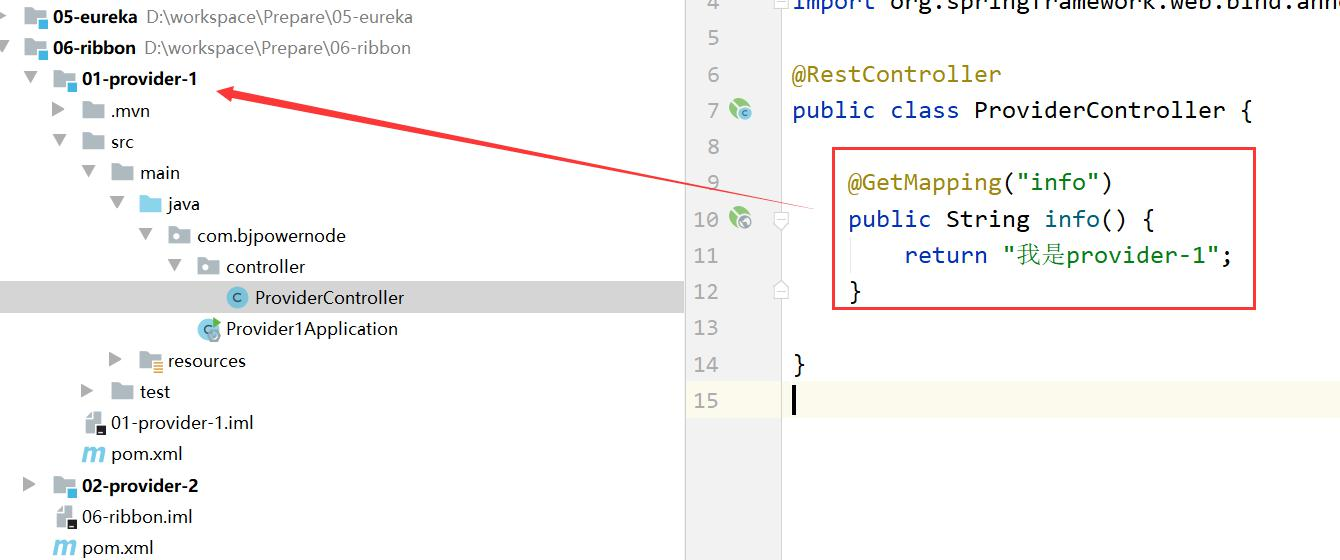 05-eureka D:\workspace\Prepare\05-eureka
06-ribbon D:\workspace\Prepare\06-ribbon
01-provider-1
.mvn
src
main
java
com.bjpowernode
controller
C ProviderController
C Provider1Application
resources
test
01-provider-1.iml
m pom.xml
02-provider-2
06-ribbon.iml
m pom.xml
4 import org.springframework.web.bind.
5
6 @RestController
7 public class ProviderController {
8
9 @GetMapping("info")
10 public String info() {
11 return "我是provider-1";
12 }
13
14 }
15